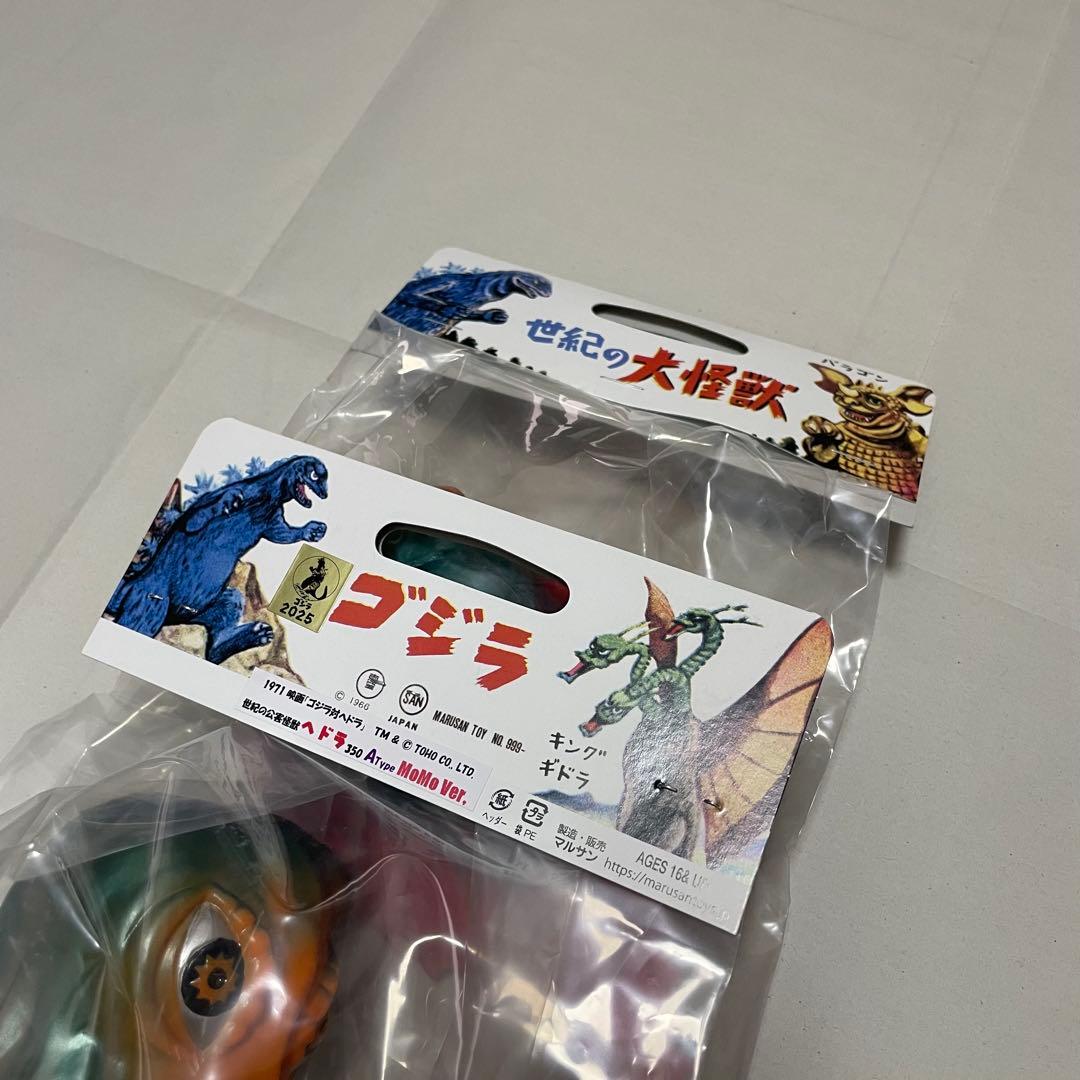 世紀の大怪獣
バラゴン
ゴジラ
2025
ゴジラ
© 1966
SAN
JAPAN
MARUSAN TOY NO. 999-
1971 映画「ゴジラ対ヘドラ」 TM & © TOHO CO., LTD.
世紀の公害怪獣 ヘドラ 350 A Type MoMo Ver.
キング
ギドラ
紙
ヘッダー
プラ
袋 PE
製造・販売
マルサン
AGES 16& UP
https://marusantoys.jp